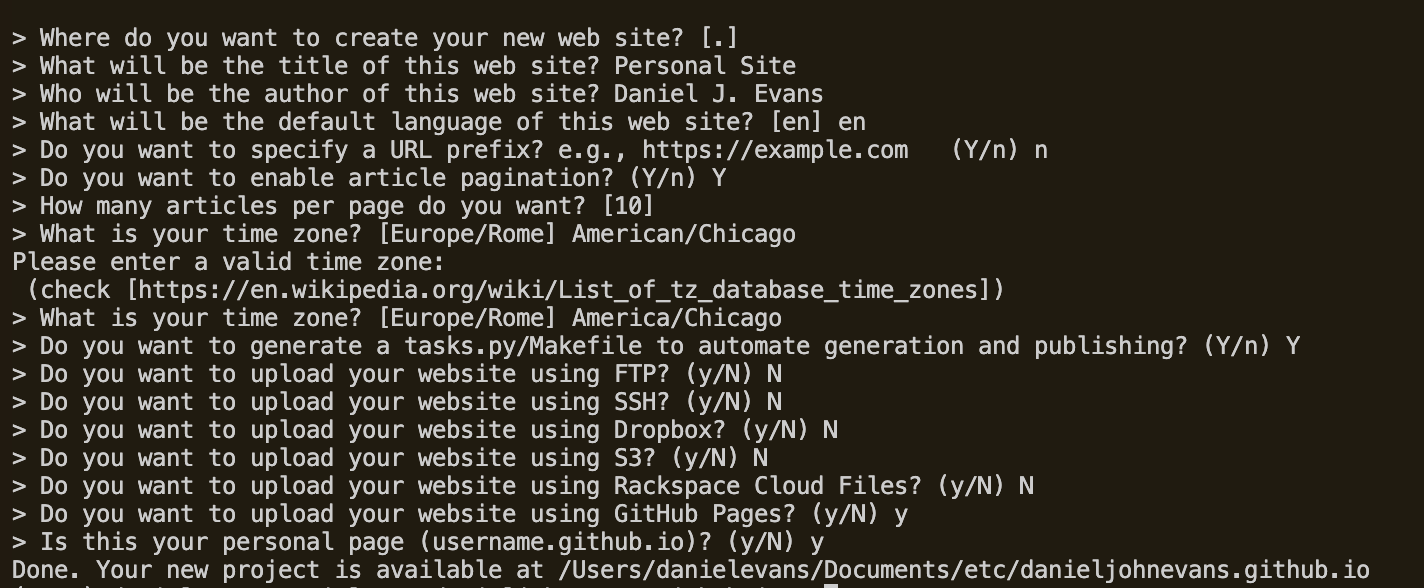 > Where do you want to create your new web site? [.]
> What will be the title of this web site? Personal Site
> Who will be the author of this web site? Daniel J. Evans
> What will be the default language of this web site? [en] en
> Do you want to specify a URL prefix? e.g., https://example.com   (Y/n) n
> Do you want to enable article pagination? (Y/n) Y
> How many articles per page do you want? [10]
> What is your time zone? [Europe/Rome] American/Chicago
Please enter a valid time zone:
 (check [https://en.wikipedia.org/wiki/List_of_tz_database_time_zones])
> What is your time zone? [Europe/Rome] America/Chicago
> Do you want to generate a tasks.py/Makefile to automate generation and publishing? (Y/n) Y
> Do you want to upload your website using FTP? (y/N) N
> Do you want to upload your website using SSH? (y/N) N
> Do you want to upload your website using Dropbox? (y/N) N
> Do you want to upload your website using S3? (y/N) N
> Do you want to upload your website using Rackspace Cloud Files? (y/N) N
> Do you want to upload your website using GitHub Pages? (y/N) y
> Is this your personal page (username.github.io)? (y/N) y
Done. Your new project is available at /Users/danielevans/Documents/etc/danieljohnevans.github.io